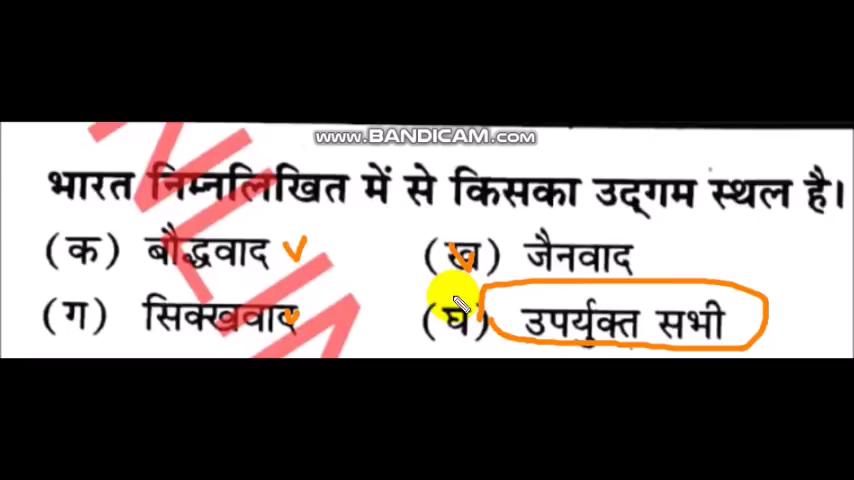 www.BANDICAM.com
भारत निम्नलिखित में से किसका उद्गम स्थल है।
(क) बौद्धवाद (ख) जैनवाद
(ग) सिक्खवाद (घ) उपर्युक्त सभी